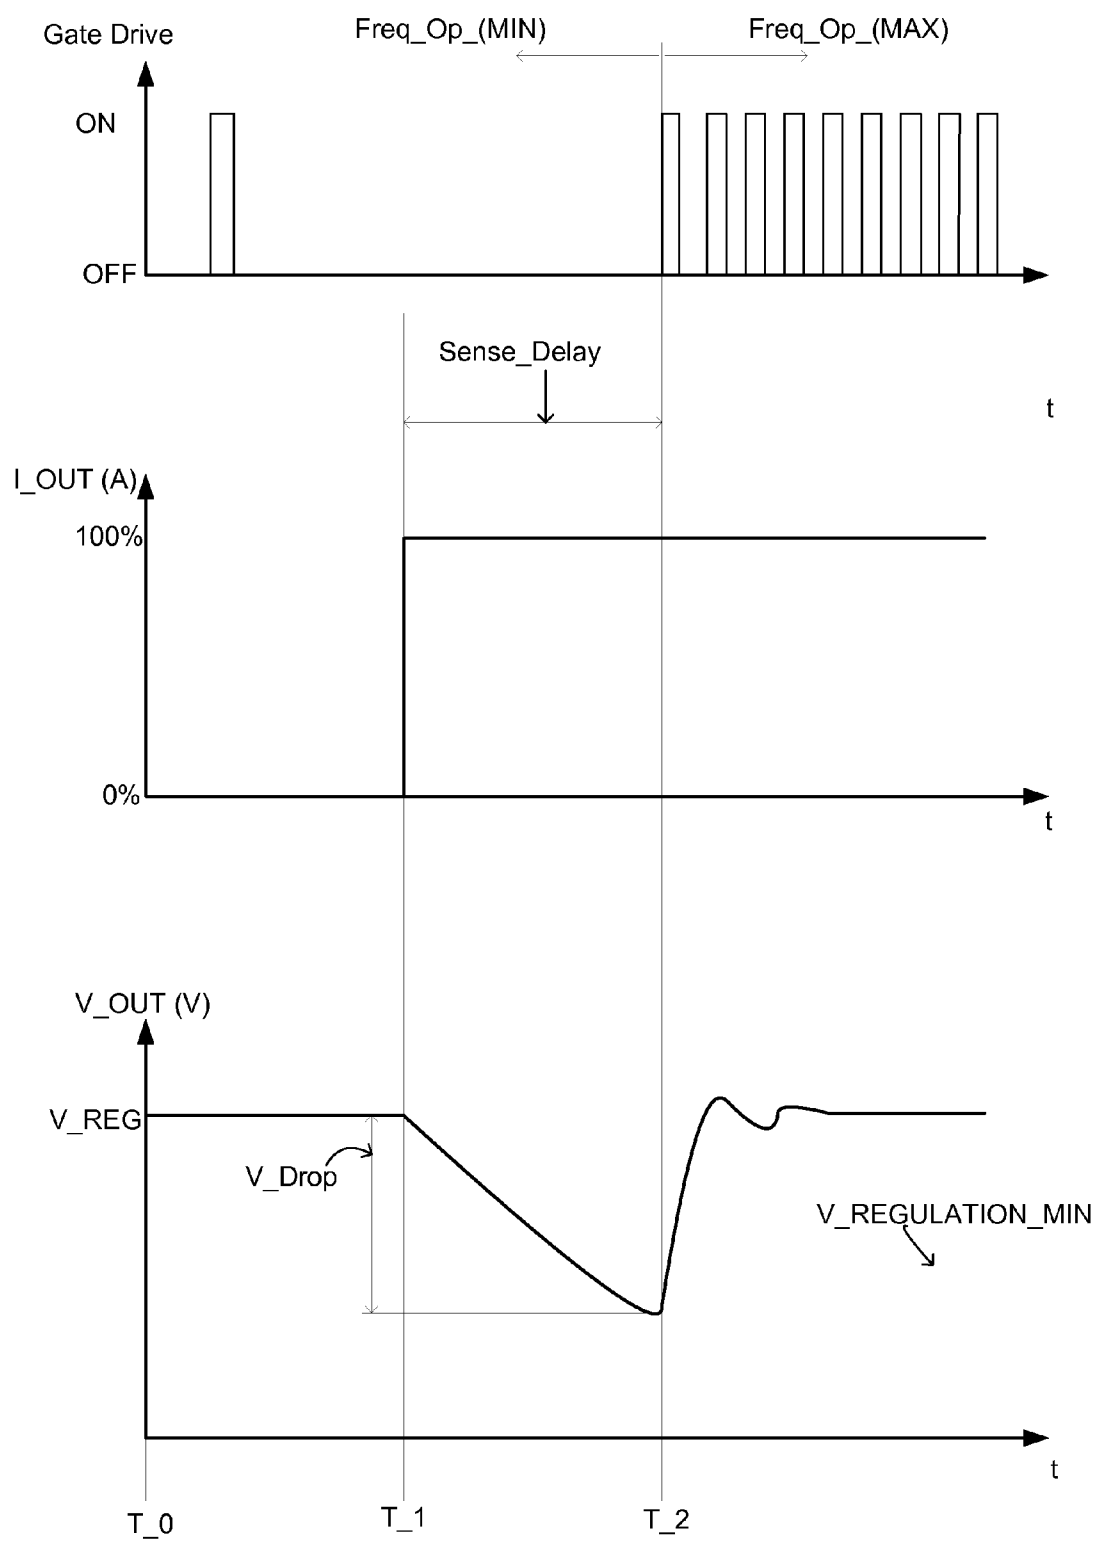 Gate Drive
Freq_Op_(MIN)
Freq_Op_(MAX)
ON
OFF
Sense_Delay
t
I_OUT (A)
100%
0%
t
V_OUT (V)
V_REG
V_Drop
V_REGULATION_MIN
t
T_0
T_1
T_2